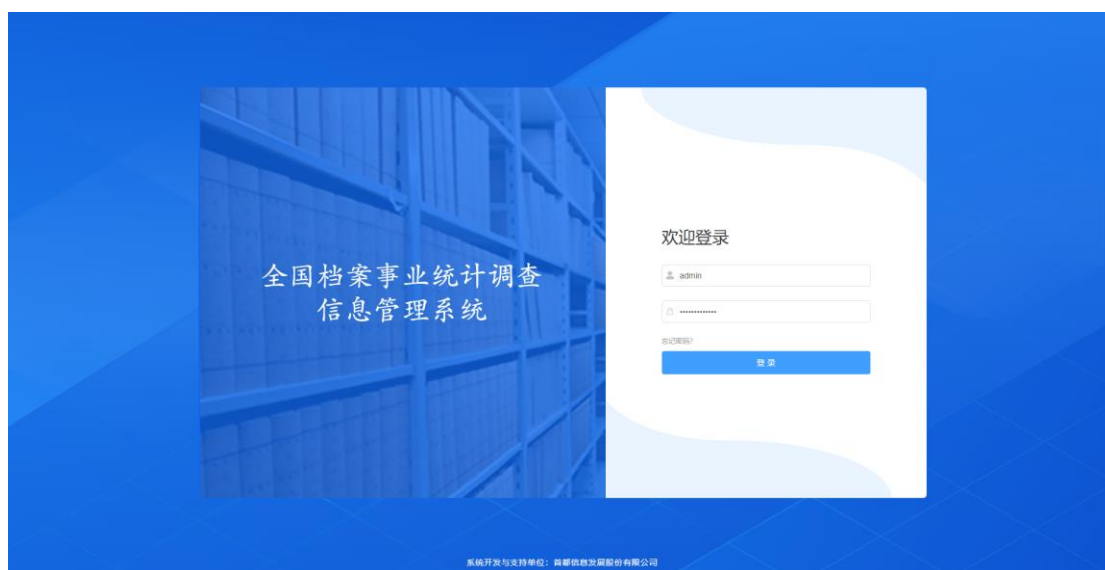 全国档案事业统计调查
信息管理系统
欢迎登录
admin
•••••••••••••
忘记密码?
登 录
系统开发与支持单位：首都信息发展股份有限公司